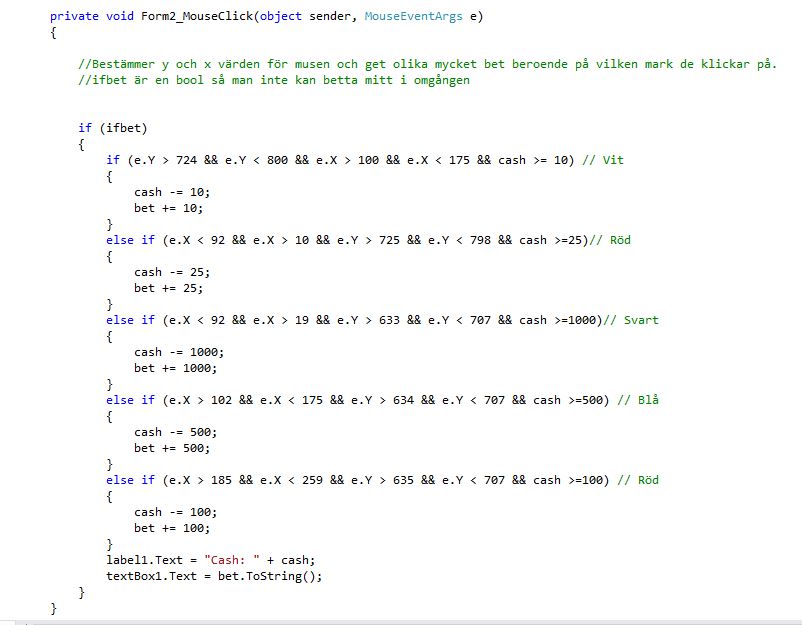 private void Form2_MouseClick(object sender, MouseEventArgs e)
{
//Bestämmer y och x värden för musen och get olika mycket bet beroende på vilken mark de klickar på.
//ifbet är en bool så man inte kan betta mitt i omgången
if (ifbet)
{
if (e.Y > 724 && e.Y < 800 && e.X > 100 && e.X < 175 && cash >= 10) // Vit
{
cash -= 10;
bet += 10;
}
else if (e.X < 92 && e.X > 10 && e.Y > 725 && e.Y < 798 && cash >=25)// Röd
{
cash -= 25;
bet += 25;
}
else if (e.X < 92 && e.X > 19 && e.Y > 633 && e.Y < 707 && cash >=1000)// Svart
{
cash -= 1000;
bet += 1000;
}
else if (e.X > 102 && e.X < 175 && e.Y > 634 && e.Y < 707 && cash >=500) // Blå
{
cash -= 500;
bet += 500;
}
else if (e.X > 185 && e.X < 259 && e.Y > 635 && e.Y < 707 && cash >=100) // Röd
{
cash -= 100;
bet += 100;
}
label1.Text = "Cash: " + cash;
textBox1.Text = bet.ToString();
}
}